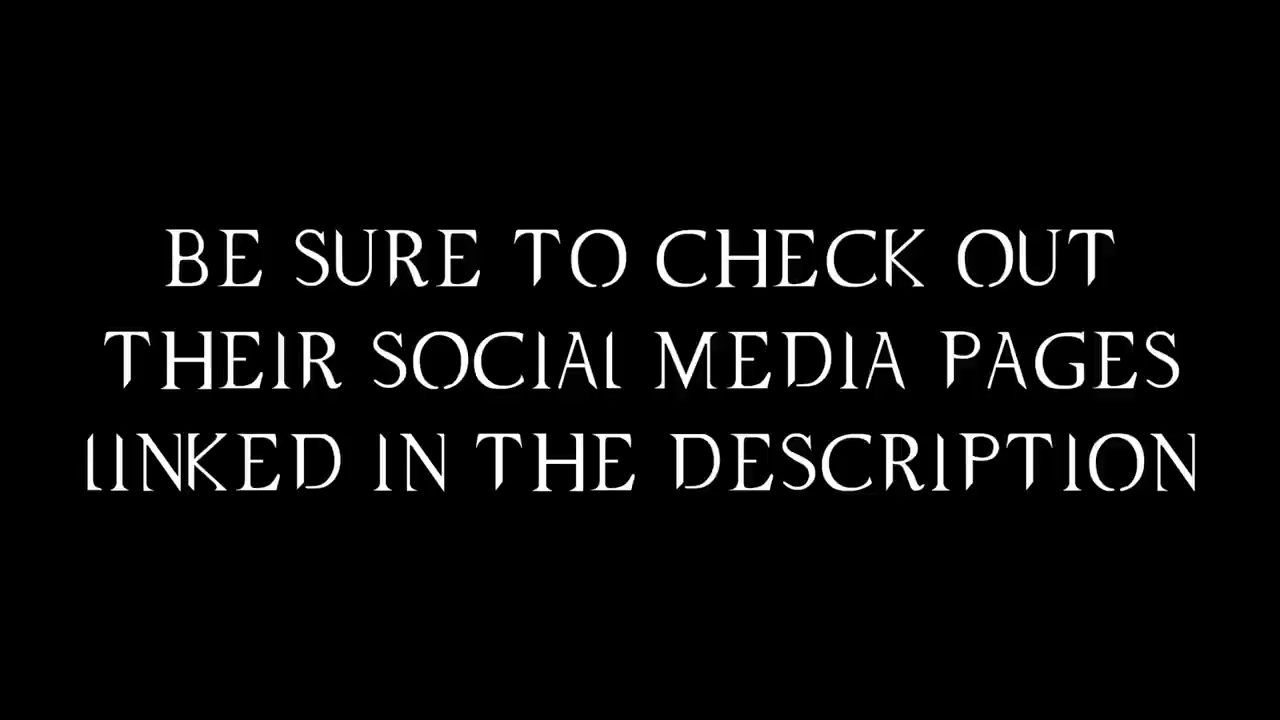 BE SURE TO CHECK OUT
THEIR SOCIAL MEDIA PAGES
LINKED IN THE DESCRIPTION